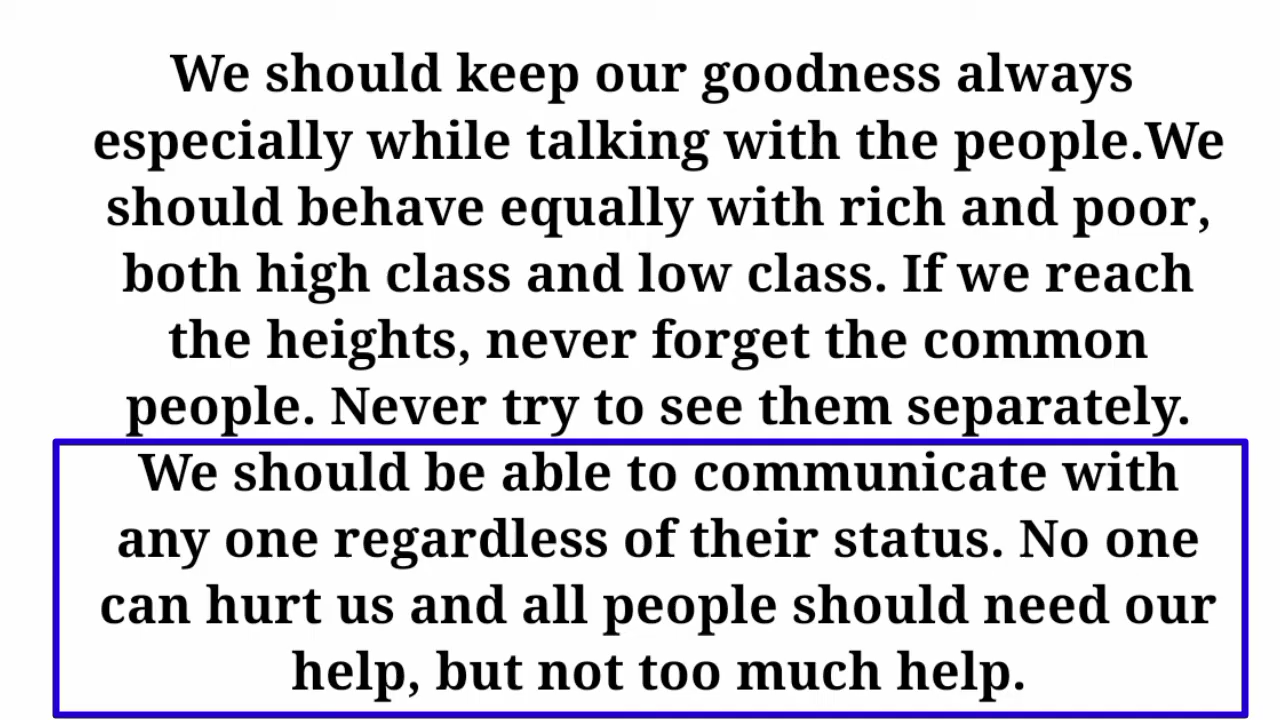 We should keep our goodness always
especially while talking with the people.We
should behave equally with rich and poor,
both high class and low class. If we reach
the heights, never forget the common
people. Never try to see them separately.
We should be able to communicate with
any one regardless of their status. No one
can hurt us and all people should need our
help, but not too much help.